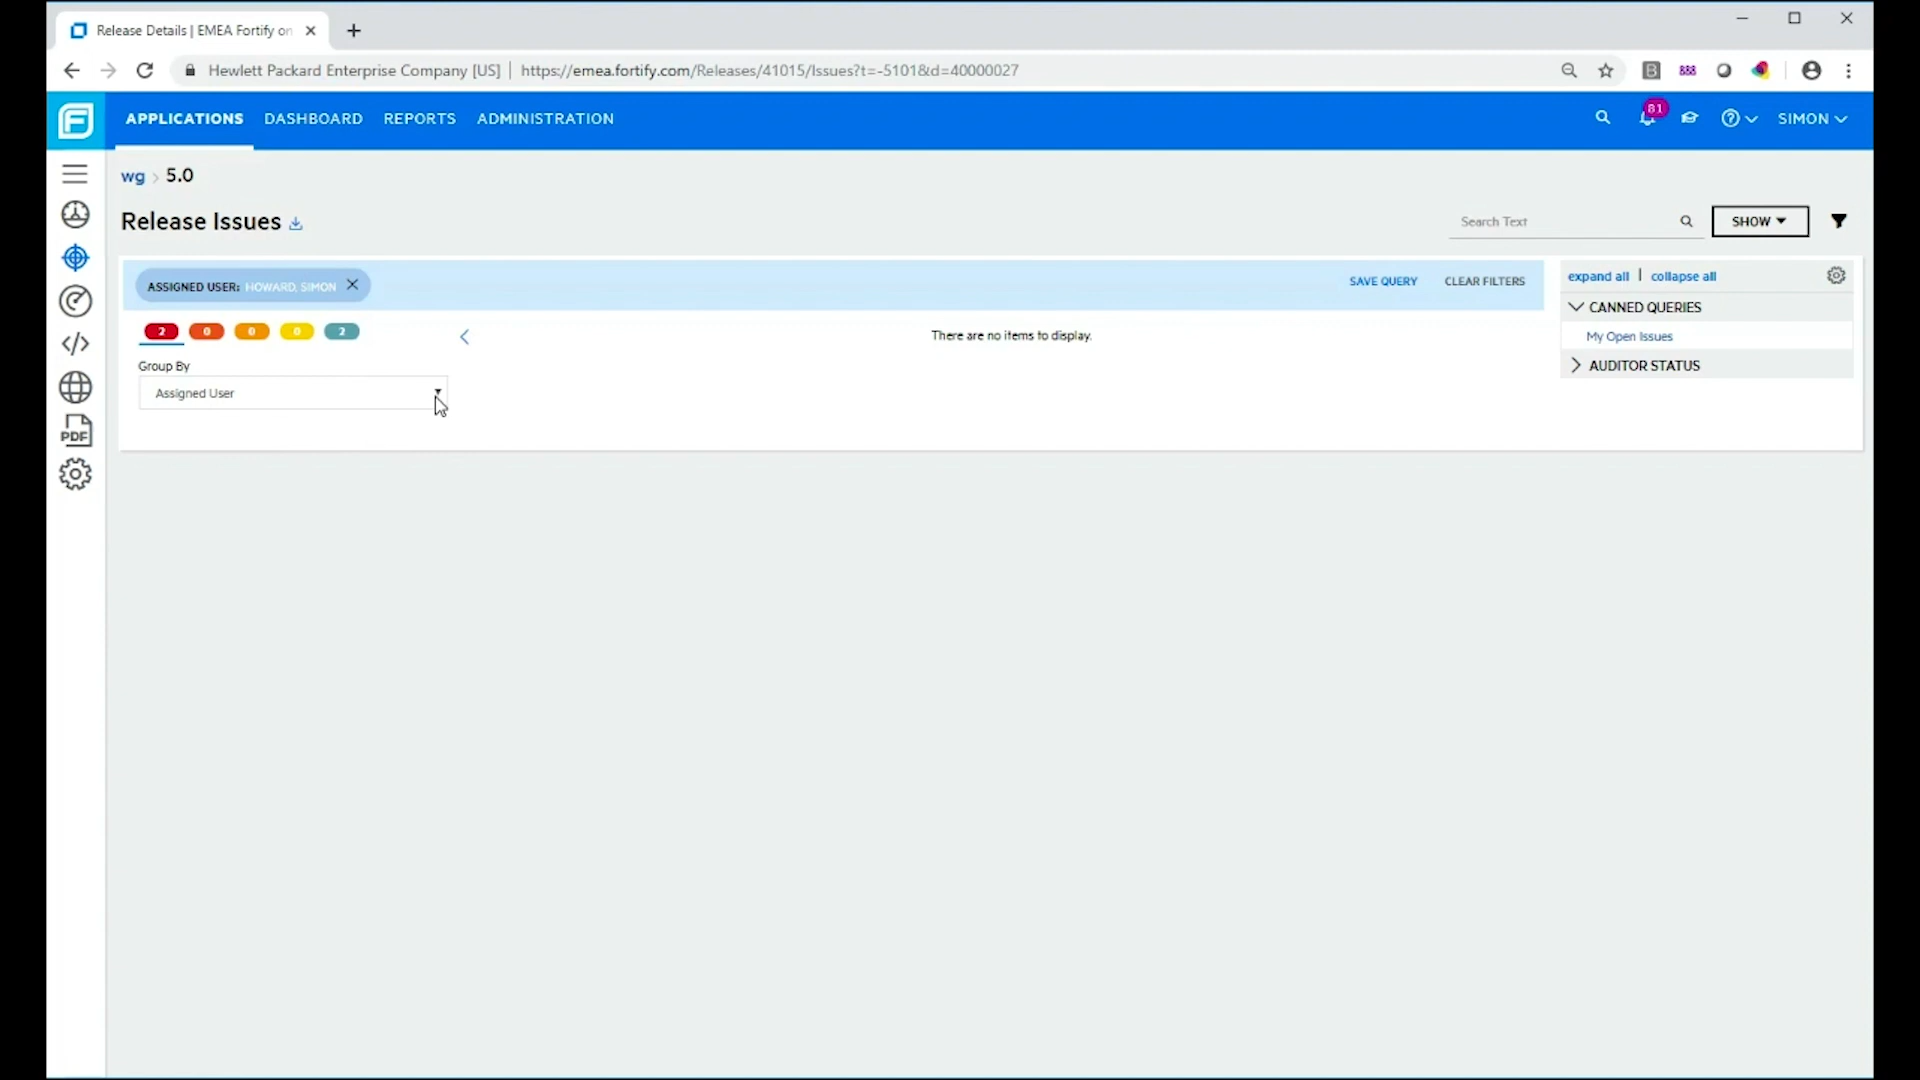 Release Details | EMEA Fortify on
Hewlett Packard Enterprise Company [US] | https://emea.fortify.com/Releases/41015/Issues?t=-5101&d=40000027
APPLICATIONS DASHBOARD REPORTS ADMINISTRATION 81 SIMON
wg > 5.0
Release Issues Search Text SHOW
ASSIGNED USER: HOWARD, SIMON SAVE QUERY CLEAR FILTERS expand all | collapse all
CANNED QUERIES
2 0 0 0 2 There are no items to display. My Open Issues
Group By AUDITOR STATUS
Assigned User
PDF